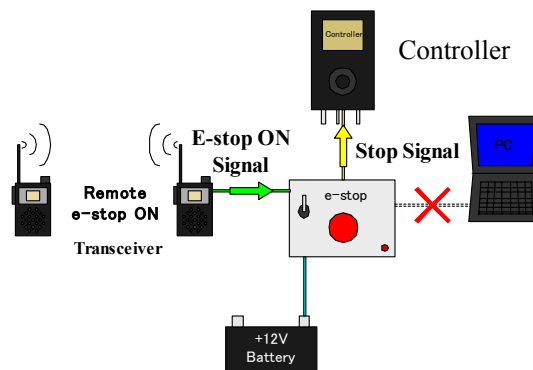 Controller
Controller
E-stop ON
Signal
Stop Signal
PC
Remote
e-stop ON
Transceiver
e-stop
+12V
Battery